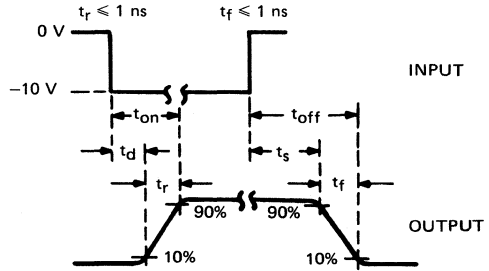 tr ≤ 1 ns tf ≤ 1 ns
0 V
INPUT
−10 V
ton toff
td ts
tr tf
90% 90%
OUTPUT
10% 10%